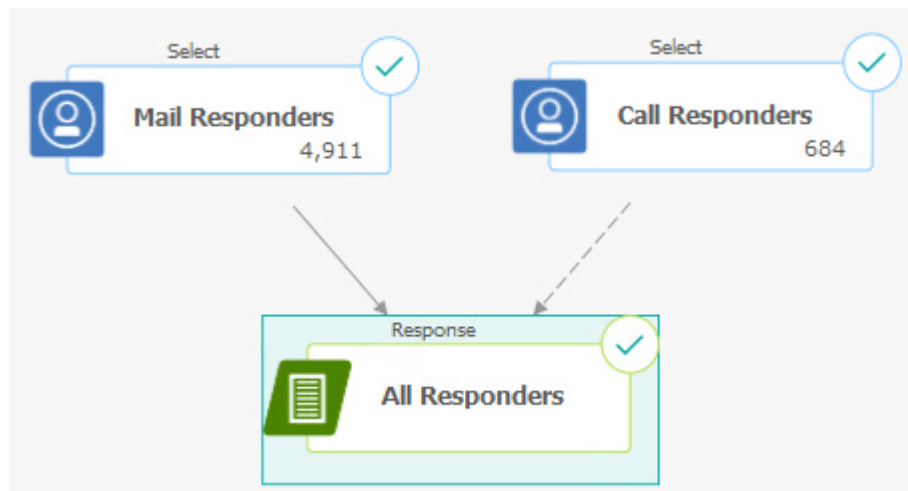 Select
Mail Responders
4,911
Select
Call Responders
684
Response
All Responders